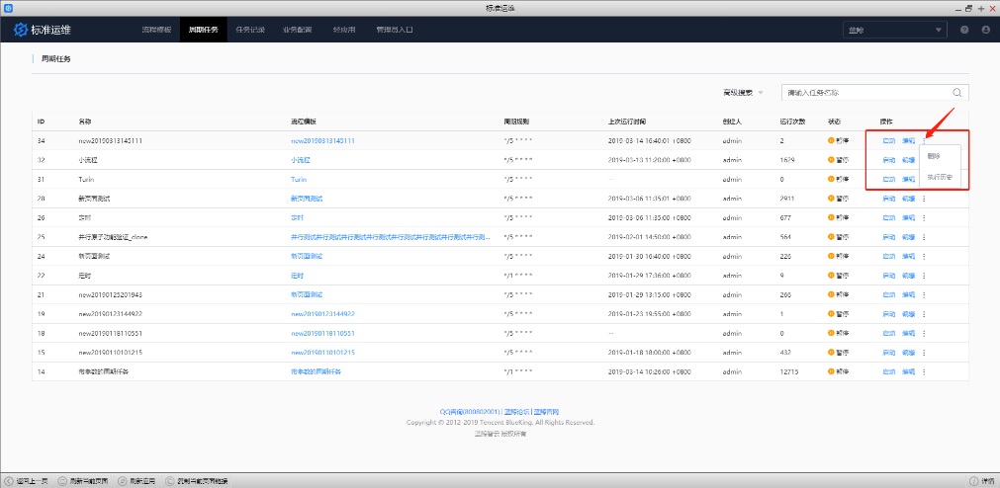 标准运维
标准运维 流程模板 周期任务 任务记录 业务配置 轻应用 管理员入口 蓝鲸
周期任务
高级搜索 请输入任务名称
ID 名称 流程模板 周期规则 上次运行时间 创建人 运行次数 状态 操作
34 new20190313145111 new20190313145111 */5 * * * * 2019-03-14 16:40:01 +0800 admin 2 暂停 启动 编辑
32 小流程 小流程 */5 * * * * 2019-03-13 11:20:00 +0800 admin 1629 暂停 启动 编辑 删除
31 Turin Turin */5 * * * * -- admin 0 暂停 启动 编辑 执行历史
28 新页面测试 新页面测试 */5 * * * * 2019-03-06 11:35:01 +0800 admin 2911 暂停 启动 编辑
26 定时 定时 */5 * * * * 2019-03-06 11:35:00 +0800 admin 677 暂停 启动 编辑
25 并行原子功能验证_clone 并行测试并行测试并行测试并行测试并行测试并行测试并行测试并行测... */5 * * * * 2019-02-01 14:50:00 +0800 admin 564 暂停 启动 编辑
24 新页面测试 新页面测试 */5 * * * * 2019-01-30 16:40:00 +0800 admin 226 暂停 启动 编辑
22 定时 定时 */1 * * * * 2019-01-29 17:36:00 +0800 admin 9 暂停 启动 编辑
21 new20190125201943 新页面测试 */5 * * * * 2019-01-29 13:15:00 +0800 admin 266 暂停 启动 编辑
19 new20190123144922 new20190123144922 */5 * * * * 2019-01-23 19:55:00 +0800 admin 1 暂停 启动 编辑
18 new20190118110551 new20190118110551 */5 * * * * -- admin 0 暂停 启动 编辑
15 new20190110101215 new20190110101215 */5 * * * * 2019-01-18 18:00:00 +0800 admin 432 暂停 启动 编辑
14 带参数的周期任务 带参数的周期任务 */1 * * * * 2019-03-14 10:26:00 +0800 admin 12715 暂停 启动 编辑
QQ咨询(800802001) | 蓝鲸论坛 | 蓝鲸官网
Copyright © 2012-2019 Tencent BlueKing. All Rights Reserved.
蓝鲸智云 版权所有
返回上一页 刷新当前页面 刷新应用 复制当前页面链接 详情